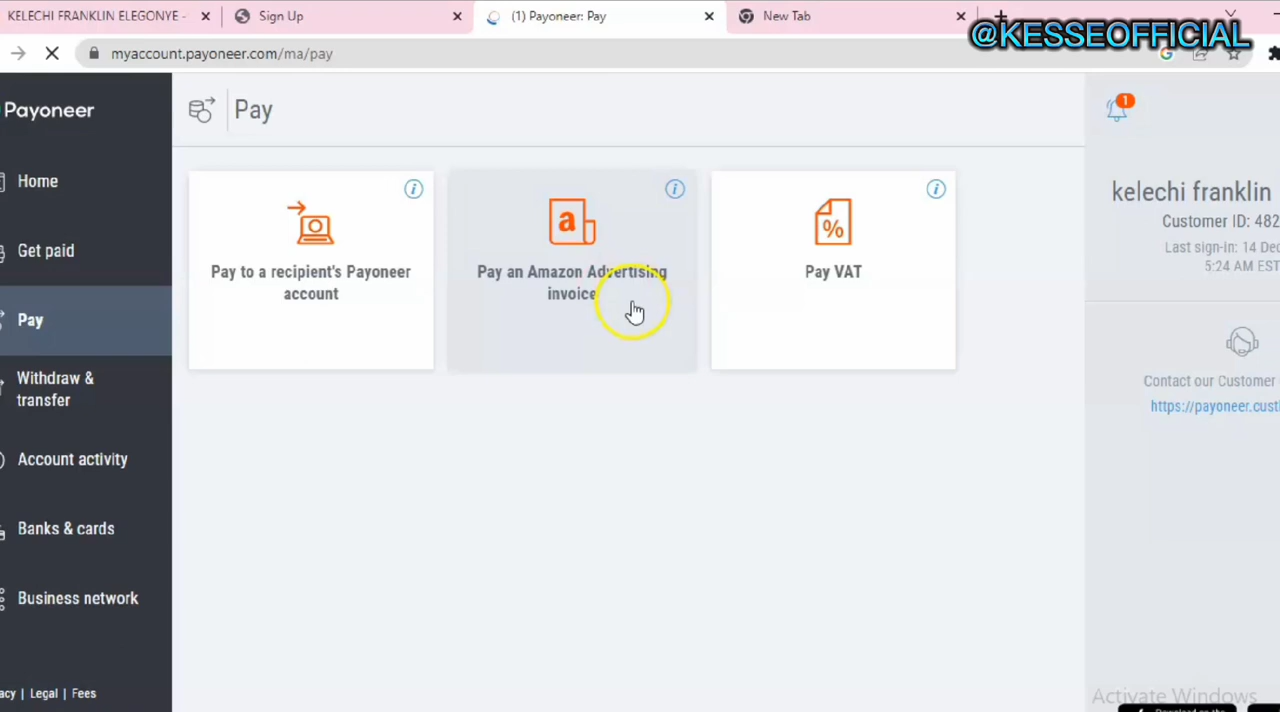 KELECHI FRANKLIN ELEGONYE -
Sign Up
(1) Payoneer: Pay
New Tab
@KESSEOFFICIAL
myaccount.payoneer.com/ma/pay
Payoneer
Home
Get paid
Pay
Withdraw &
transfer
Account activity
Banks & cards
Business network
Legal | Fees
Pay
Pay to a recipient's Payoneer
account
a
Pay an Amazon Advertising
invoice
%
Pay VAT
1
kelechi franklin
Customer ID: 482
Last sign-in: 14 Dec
5:24 AM EST
Contact our Customer
https://payoneer.cust
Activate Windows